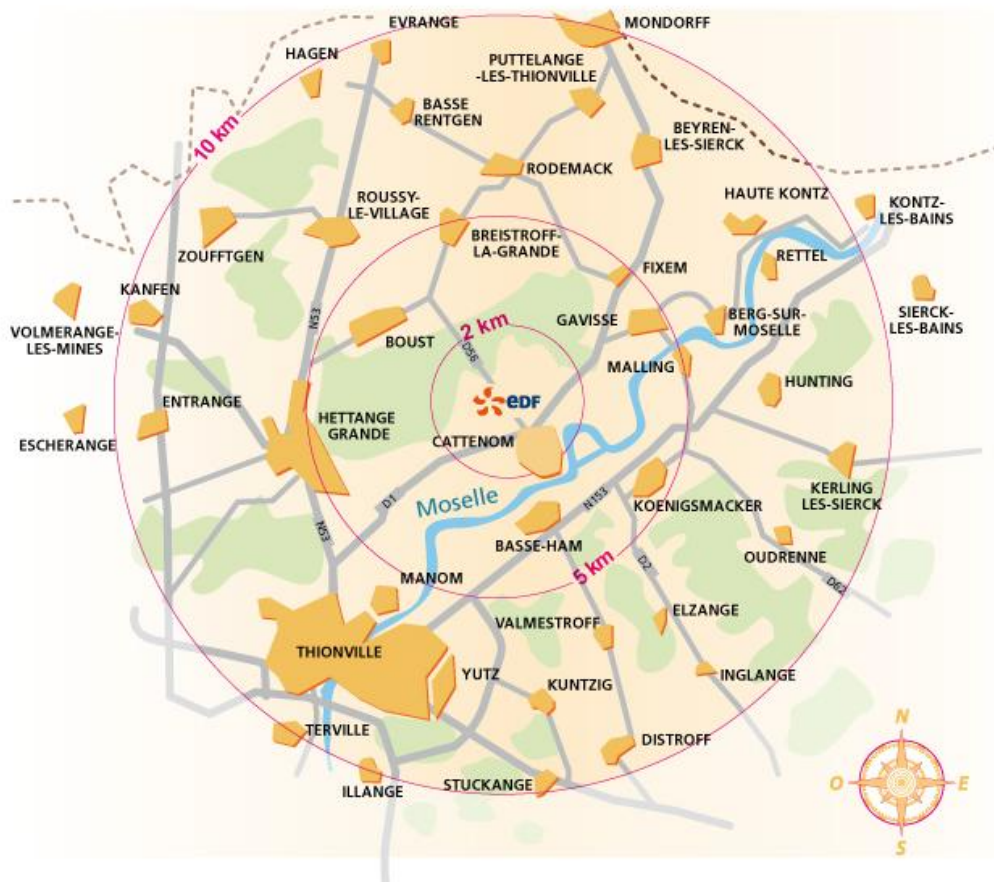 EVRANGE
MONDORFF
HAGEN
PUTTELANGE
-LES-THIONVILLE
BASSE
RENTGEN
10 km
BEYREN-
LES-SIERCK
RODEMACK
ROUSSY-
LE-VILLAGE
HAUTE KONTZ
KONTZ-
LES-BAINS
BREISTROFF-
LA-GRANDE
ZOUFFTGEN
RETTEL
FIXEM
KANFEN
N53
GAVISSE
BERG-SUR-
MOSELLE
SIERCK-
LES-BAINS
VOLMERANGE-
LES-MINES
2 km
BOUST
D56
MALLING
HUNTING
ENTRANGE
eDF
HETTANGE
GRANDE
ESCHERANGE
CATTENOM
D1
Moselle
N153
KOENIGSMACKER
KERLING
LES-SIERCK
N53
BASSE-HAM
OUDRENNE
D2
5 km
D62
MANOM
ELZANGE
VALMESTROFF
THIONVILLE
YUTZ
KUNTZIG
INGLANGE
TERVILLE
DISTROFF
ILLANGE
STUCKANGE
N
O
E
S